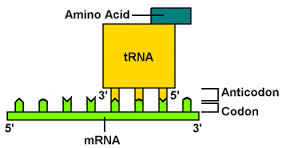 Amino Acid
tRNA
3' 5'
Anticodon
Codon
5' 3'
mRNA